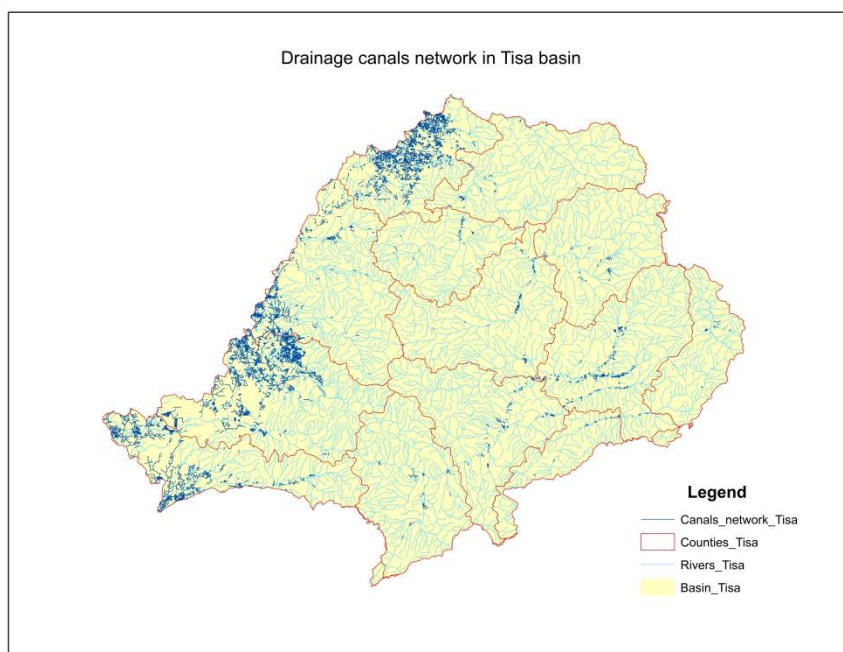 Drainage canals network in Tisa basin
Legend
Canals_network_Tisa
Counties_Tisa
Rivers_Tisa
Basin_Tisa